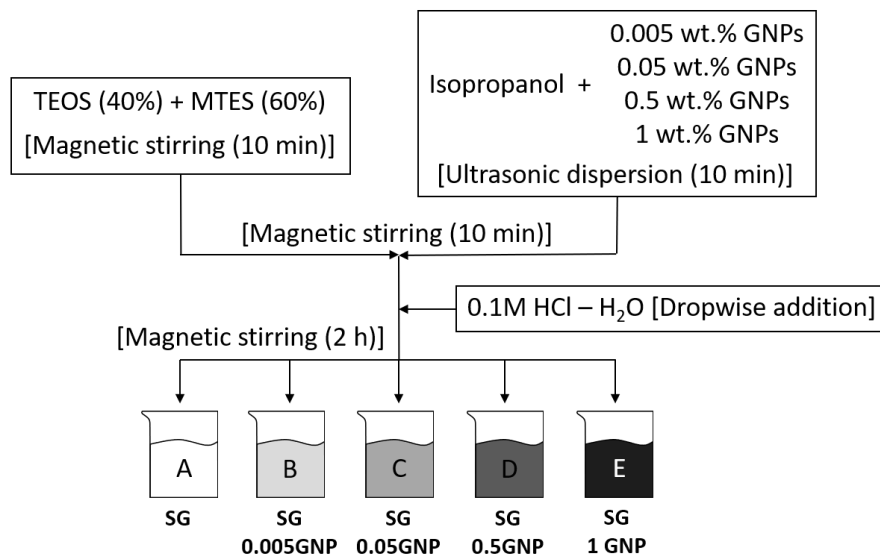 TEOS (40%) + MTES (60%)
[Magnetic stirring (10 min)]
Isopropanol +
0.005 wt.% GNPs
0.05 wt.% GNPs
0.5 wt.% GNPs
1 wt.% GNPs
[Ultrasonic dispersion (10 min)]
[Magnetic stirring (10 min)]
0.1M HCl – H₂O [Dropwise addition]
[Magnetic stirring (2 h)]
A
B
C
D
E
SG
SG
0.005GNP
SG
0.05GNP
SG
0.5GNP
SG
1 GNP